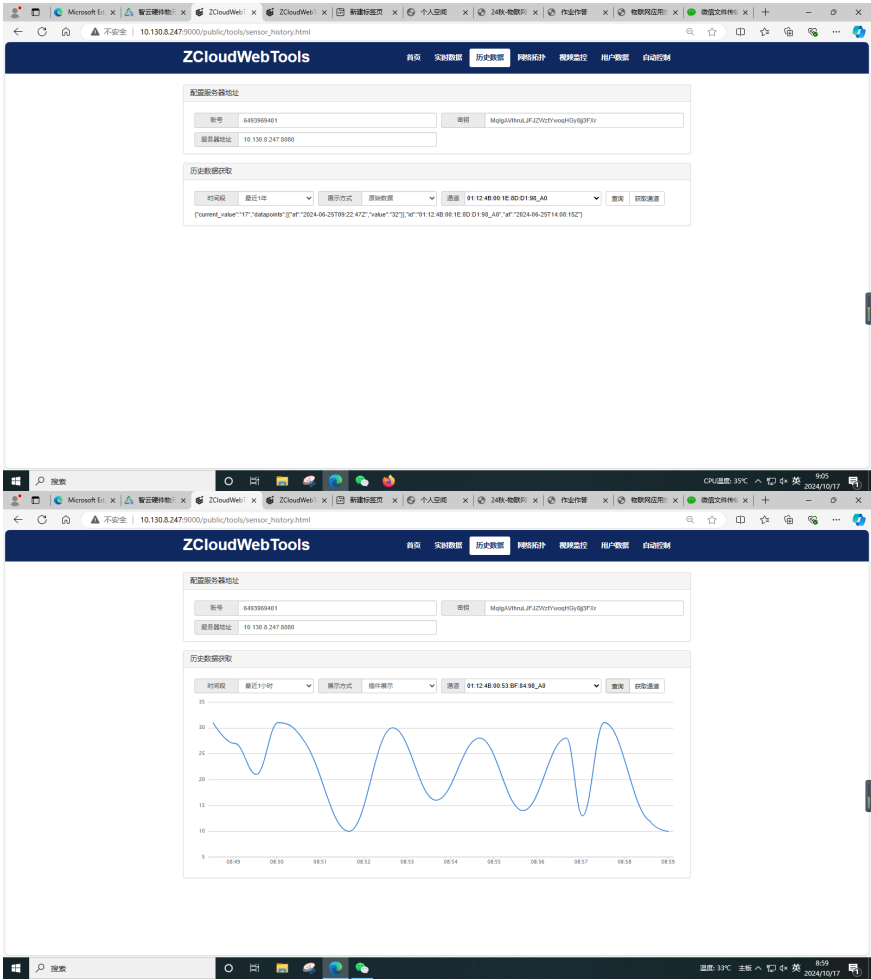 Microsoft Ed
智云硬件物
ZCloudWebT
ZCloudWebT
新建标签页
个人空间
24秋-物联网
作业作答
物联网应用
微信文件传
不安全
10.130.8.247:9000/public/tools/sensor_history.html
ZCloudWebTools
首页
实时数据
历史数据
网络拓扑
视频监控
用户数据
自动控制
配置服务器地址
账号 6493969401
密钥
服务器地址 10.130.8.247:8080
历史数据获取
时间段 最近1年
展示方式 原始数据
通道 01:12:4B:00:1E:8D:D1:98_A0
查询
获取通道
{"current_value":"17","datapoints":[{"at":"2024-06-25T09:22:47Z","value":"32"}],"id":"01:12:4B:00:1E:8D:D1:98_A0","at":"2024-06-25T14:08:15Z"}
搜索
CPU温度: 35℃
英
9:05
2024/10/17
Microsoft Ed
智云硬件物
ZCloudWebT
ZCloudWebT
新建标签页
个人空间
24秋-物联网
作业作答
物联网应用
微信文件传
不安全
10.130.8.247:9000/public/tools/sensor_history.html
ZCloudWebTools
首页
实时数据
历史数据
网络拓扑
视频监控
用户数据
自动控制
配置服务器地址
账号 6493969401
密钥
服务器地址 10.130.8.247:8080
历史数据获取
时间段 最近1小时
展示方式 插件展示
通道 01:12:4B:00:53:BF:84:98_A0
查询
获取通道
35
30
25
20
15
10
5
08:49
08:50
08:51
08:52
08:53
08:54
08:55
08:56
08:57
08:58
08:59
搜索
温度: 33℃
主板
英
8:59
2024/10/17